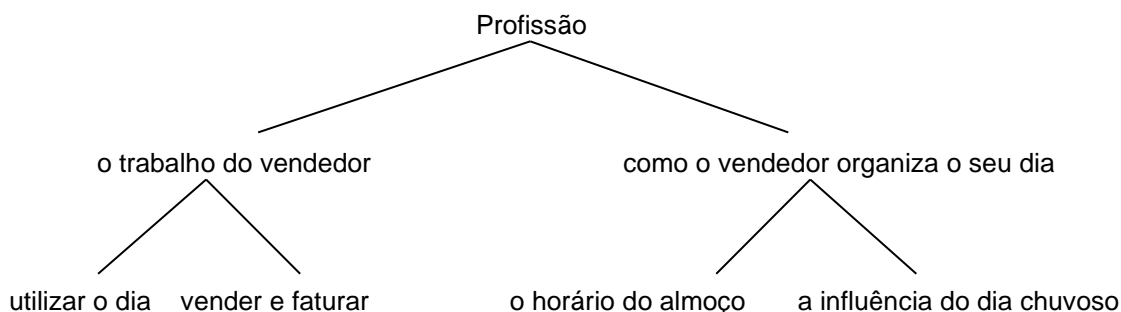 Profissão
o trabalho do vendedor como o vendedor organiza o seu dia
utilizar o dia vender e faturar o horário do almoço a influência do dia chuvoso